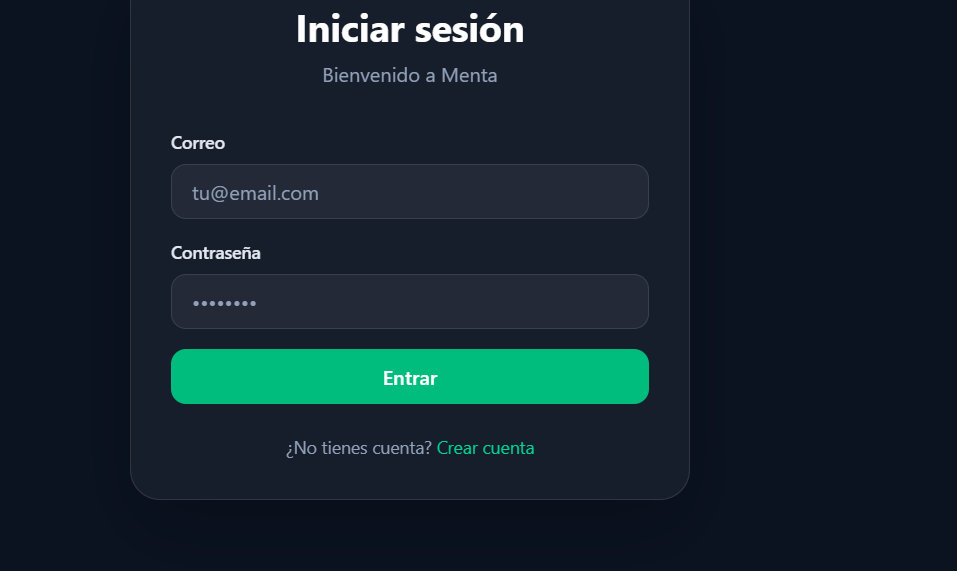 Iniciar sesión
Bienvenido a Menta
Correo
tu@email.com
Contraseña
••••••••
Entrar
¿No tienes cuenta? Crear cuenta